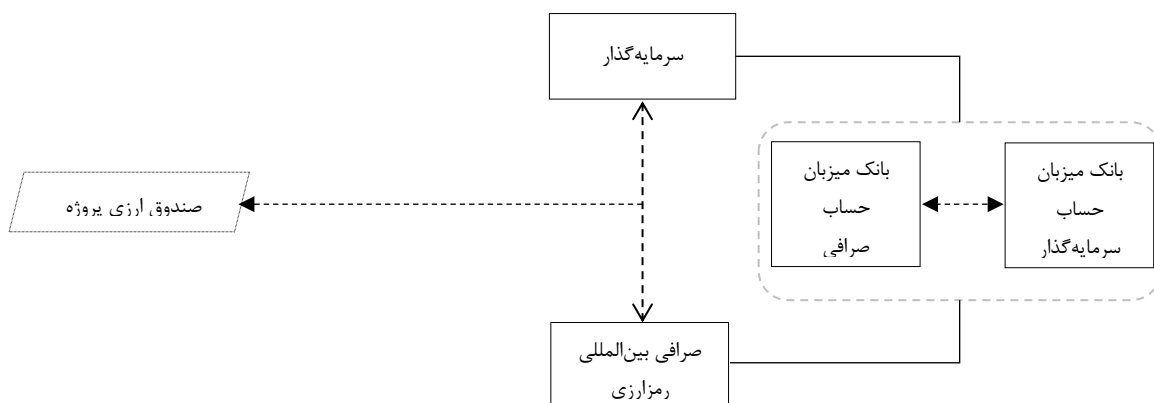 سرمایه‌گذار
بانک میزبان
حساب
سرمایه‌گذار
بانک میزبان
حساب
صرافی
صندوق ارزی پروژه
صرافی بین‌المللی
رمزارزی